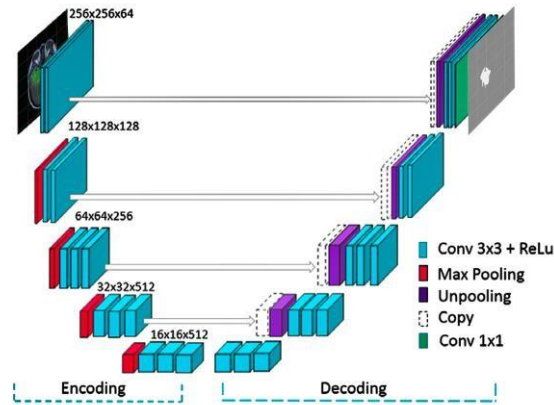 256x256x64
128x128x128
64x64x256
32x32x512
16x16x512
Conv 3x3 + ReLu
Max Pooling
Unpooling
Copy
Conv 1x1
Encoding
Decoding